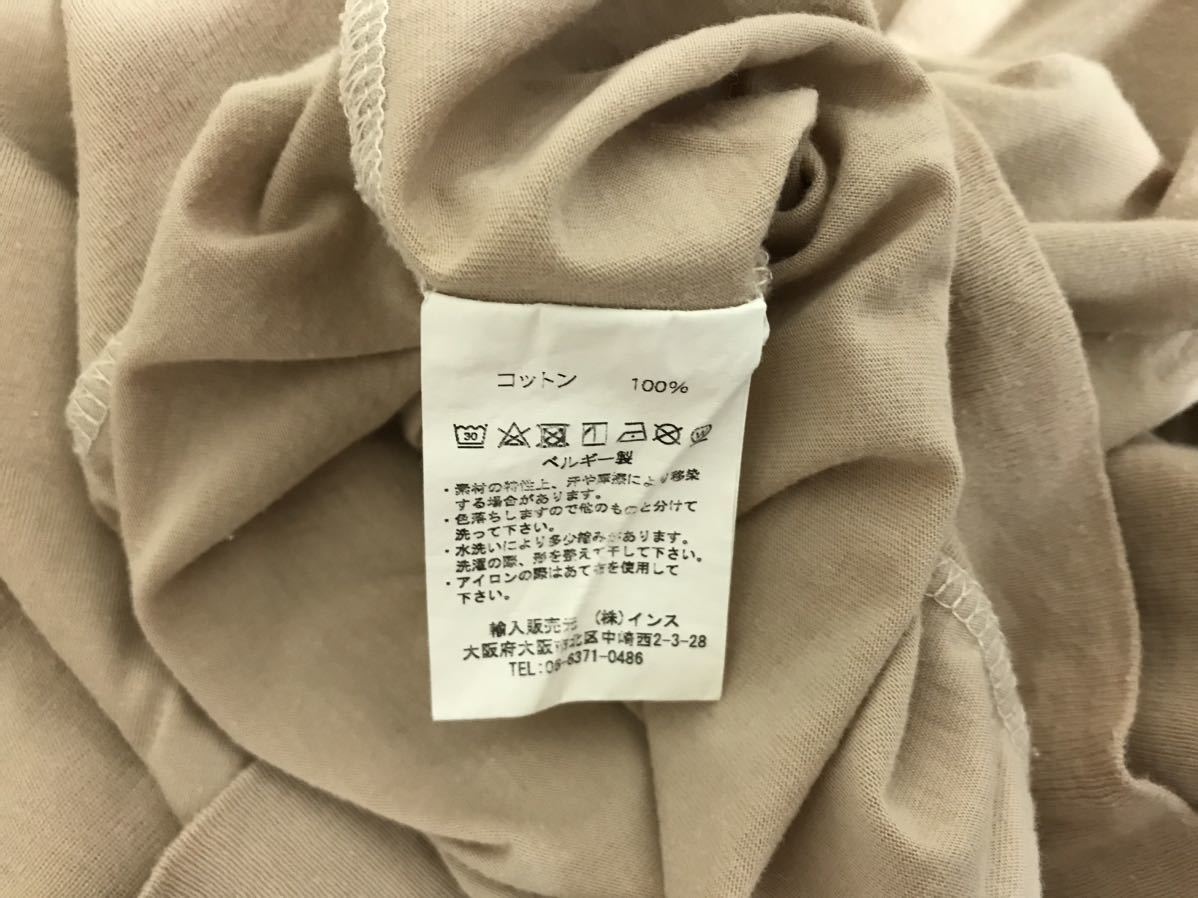 コットン 100%
30
ベルギー製
・素材の特性上、汗や摩擦により移染
する場合があります。
・色落ちしますので他のものと分けて
洗って下さい。
・水洗いにより多少縮みがあります。
洗濯の際、形を整えて干して下さい。
・アイロンの際はあて布を使用して
下さい。
輸入販売元 (株)インス
大阪府大阪市北区中崎西2-3-28
TEL:06-6371-0486